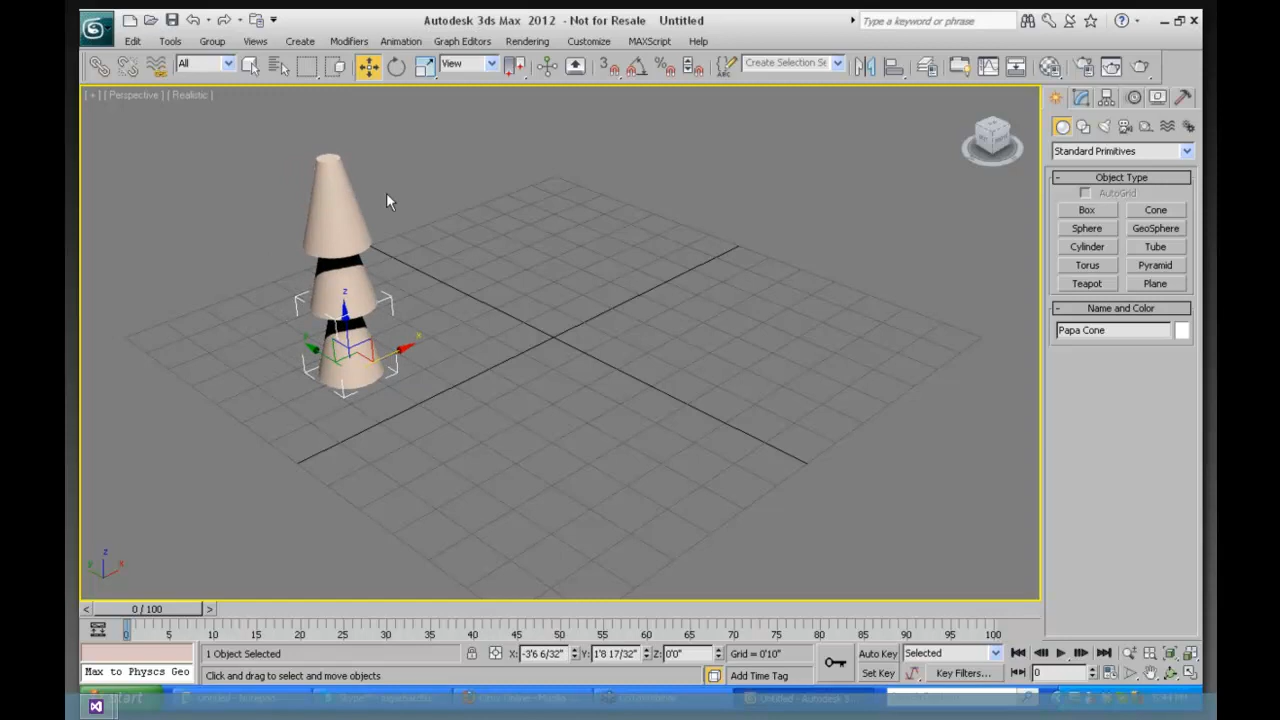 Autodesk 3ds Max 2012 - Not for Resale Untitled
Type a keyword or phrase
Edit Tools Group Views Create Modifiers Animation Graph Editors Rendering Customize MAXScript Help
All View Create Selection Se
[ + ] [ Perspective ] [ Realistic ]
Standard Primitives
- Object Type
AutoGrid
Box Cone
Sphere GeoSphere
Cylinder Tube
Torus Pyramid
Teapot Plane
- Name and Color
Papa Cone
z
x
z
x
< 0 / 100 >
0 5 10 15 20 25 30 35 40 45 50 55 60 65 70 75 80 85 90 95 100
1 Object Selected X: -3'6 6/32" Y: 1'8 17/32" Z: 0'0" Grid = 0'10" Auto Key Selected
Max to Physcs Geo Click and drag to select and move objects Add Time Tag Set Key Key Filters... 0